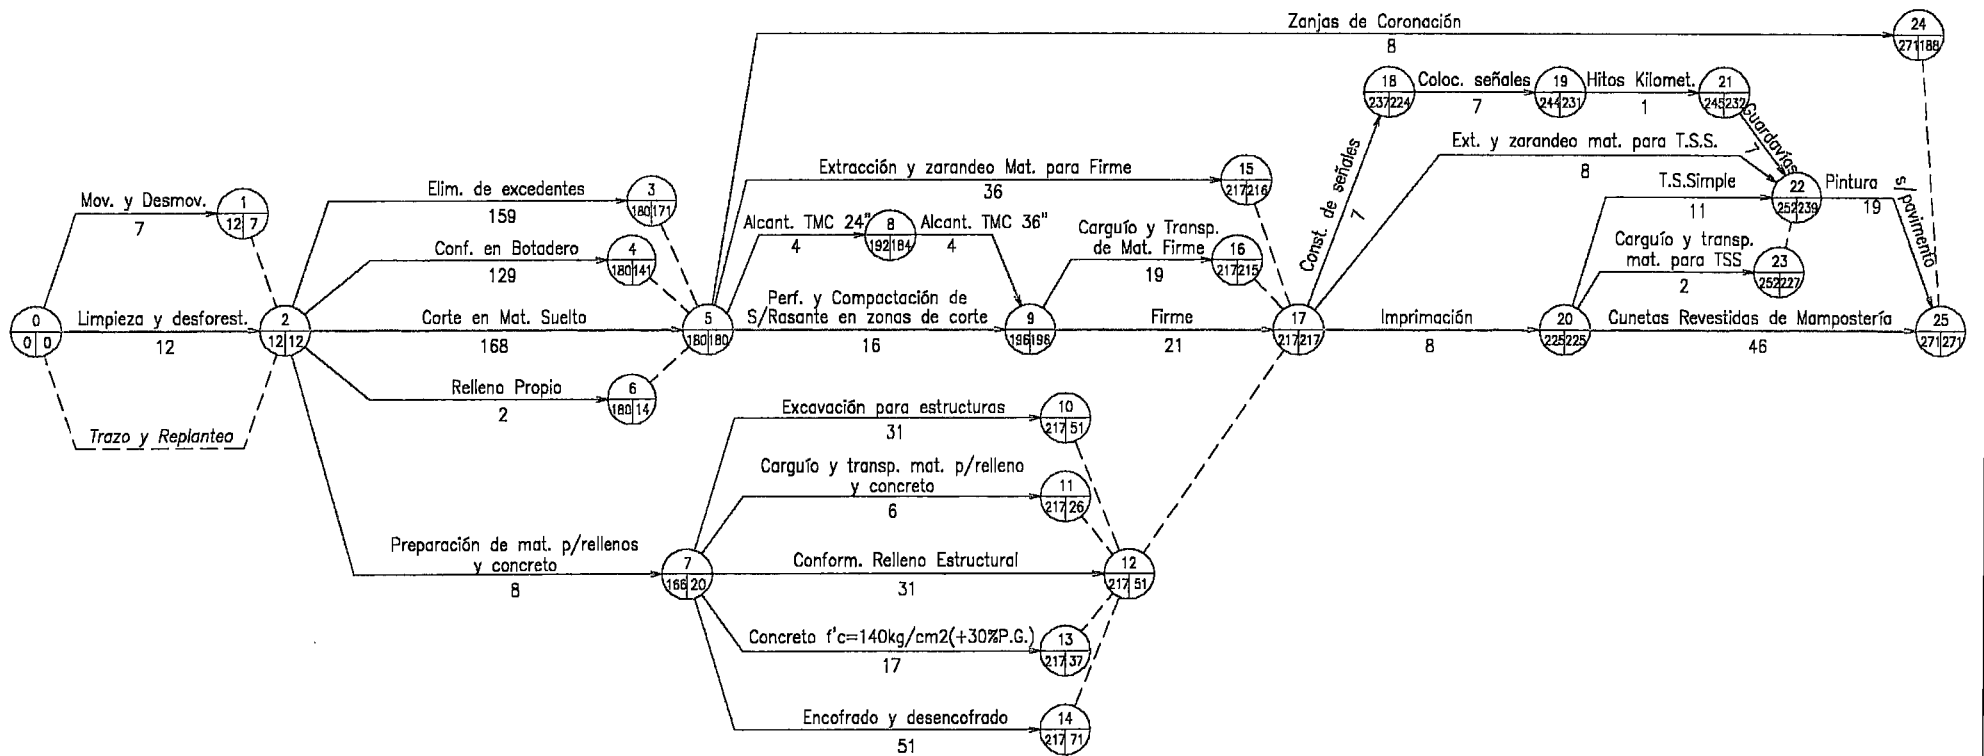 Zanjas de Coronación
8
24
271 188
18
237 224
Coloc. señales
7
19
244 231
Hitos Kilomet.
1
21
245 232
Guardavías
7
Ext. y zarandeo mat. para T.S.S.
8
Const. de señales
7
Extracción y zarandeo Mat. para Firme
36
15
217 216
T.S.Simple
11
22
252 239
Pintura
s/pavimento
19
Mov. y Desmov.
7
1
12 7
Elim. de excedentes
159
3
180 171
Alcant. TMC 24"
4
8
192 184
Alcant. TMC 36"
4
Carguío y Transp.
de Mat. Firme
19
16
217 215
Carguío y transp.
mat. para TSS
2
23
252 227
Conf. en Botadero
129
4
180 141
0
0 0
Limpieza y desforest.
12
2
12 12
Corte en Mat. Suelto
168
5
180 180
Perf. y Compactación de
S/Rasante en zonas de corte
16
9
196 196
Firme
21
17
217 217
Imprimación
8
20
225 225
Cunetas Revestidas de Mampostería
46
25
271 271
Relleno Propio
2
6
180 14
Trazo y Replanteo
Excavación para estructuras
31
10
217 51
Carguío y transp. mat. p/relleno
y concreto
6
11
217 26
Preparación de mat. p/rellenos
y concreto
8
7
166 20
Conform. Relleno Estructural
31
12
217 51
Concreto f'c=140kg/cm2(+30%P.G.)
17
13
217 37
Encofrado y desencofrado
51
14
217 71